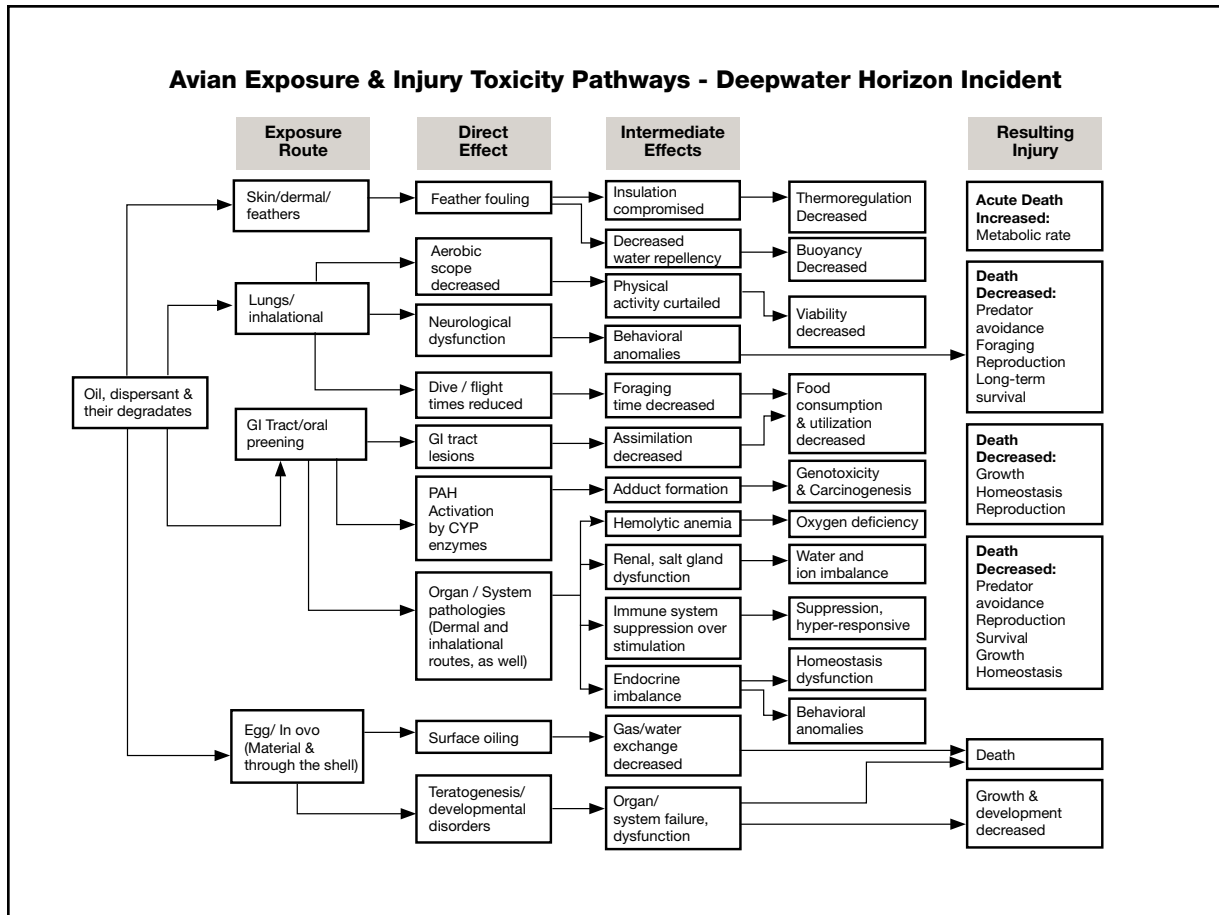 Avian Exposure & Injury Toxicity Pathways - Deepwater Horizon Incident
Exposure
Route
Direct
Effect
Intermediate
Effects
Resulting
Injury
Oil, dispersant &
their degradates
Skin/dermal/
feathers
Lungs/
inhalational
GI Tract/oral
preening
Egg/ In ovo
(Material &
through the shell)
Feather fouling
Aerobic
scope
decreased
Neurological
dysfunction
Dive / flight
times reduced
GI tract
lesions
PAH
Activation
by CYP
enzymes
Organ / System
pathologies
(Dermal and
inhalational
routes, as well)
Surface oiling
Teratogenesis/
developmental
disorders
Insulation
compromised
Decreased
water repellency
Physical
activity curtailed
Behavioral
anomalies
Foraging
time decreased
Assimilation
decreased
Adduct formation
Hemolytic anemia
Renal, salt gland
dysfunction
Immune system
suppression over
stimulation
Endocrine
imbalance
Gas/water
exchange
decreased
Organ/
system failure,
dysfunction
Thermoregulation
Decreased
Buoyancy
Decreased
Viability
decreased
Food
consumption
& utilization
decreased
Genotoxicity
& Carcinogenesis
Oxygen deficiency
Water and
ion imbalance
Suppression,
hyper-responsive
Homeostasis
dysfunction
Behavioral
anomalies
Acute Death
Increased:
Metabolic rate
Death
Decreased:
Predator
avoidance
Foraging
Reproduction
Long-term
survival
Death
Decreased:
Growth
Homeostasis
Reproduction
Death
Decreased:
Predator
avoidance
Reproduction
Survival
Growth
Homeostasis
Death
Growth &
development
decreased